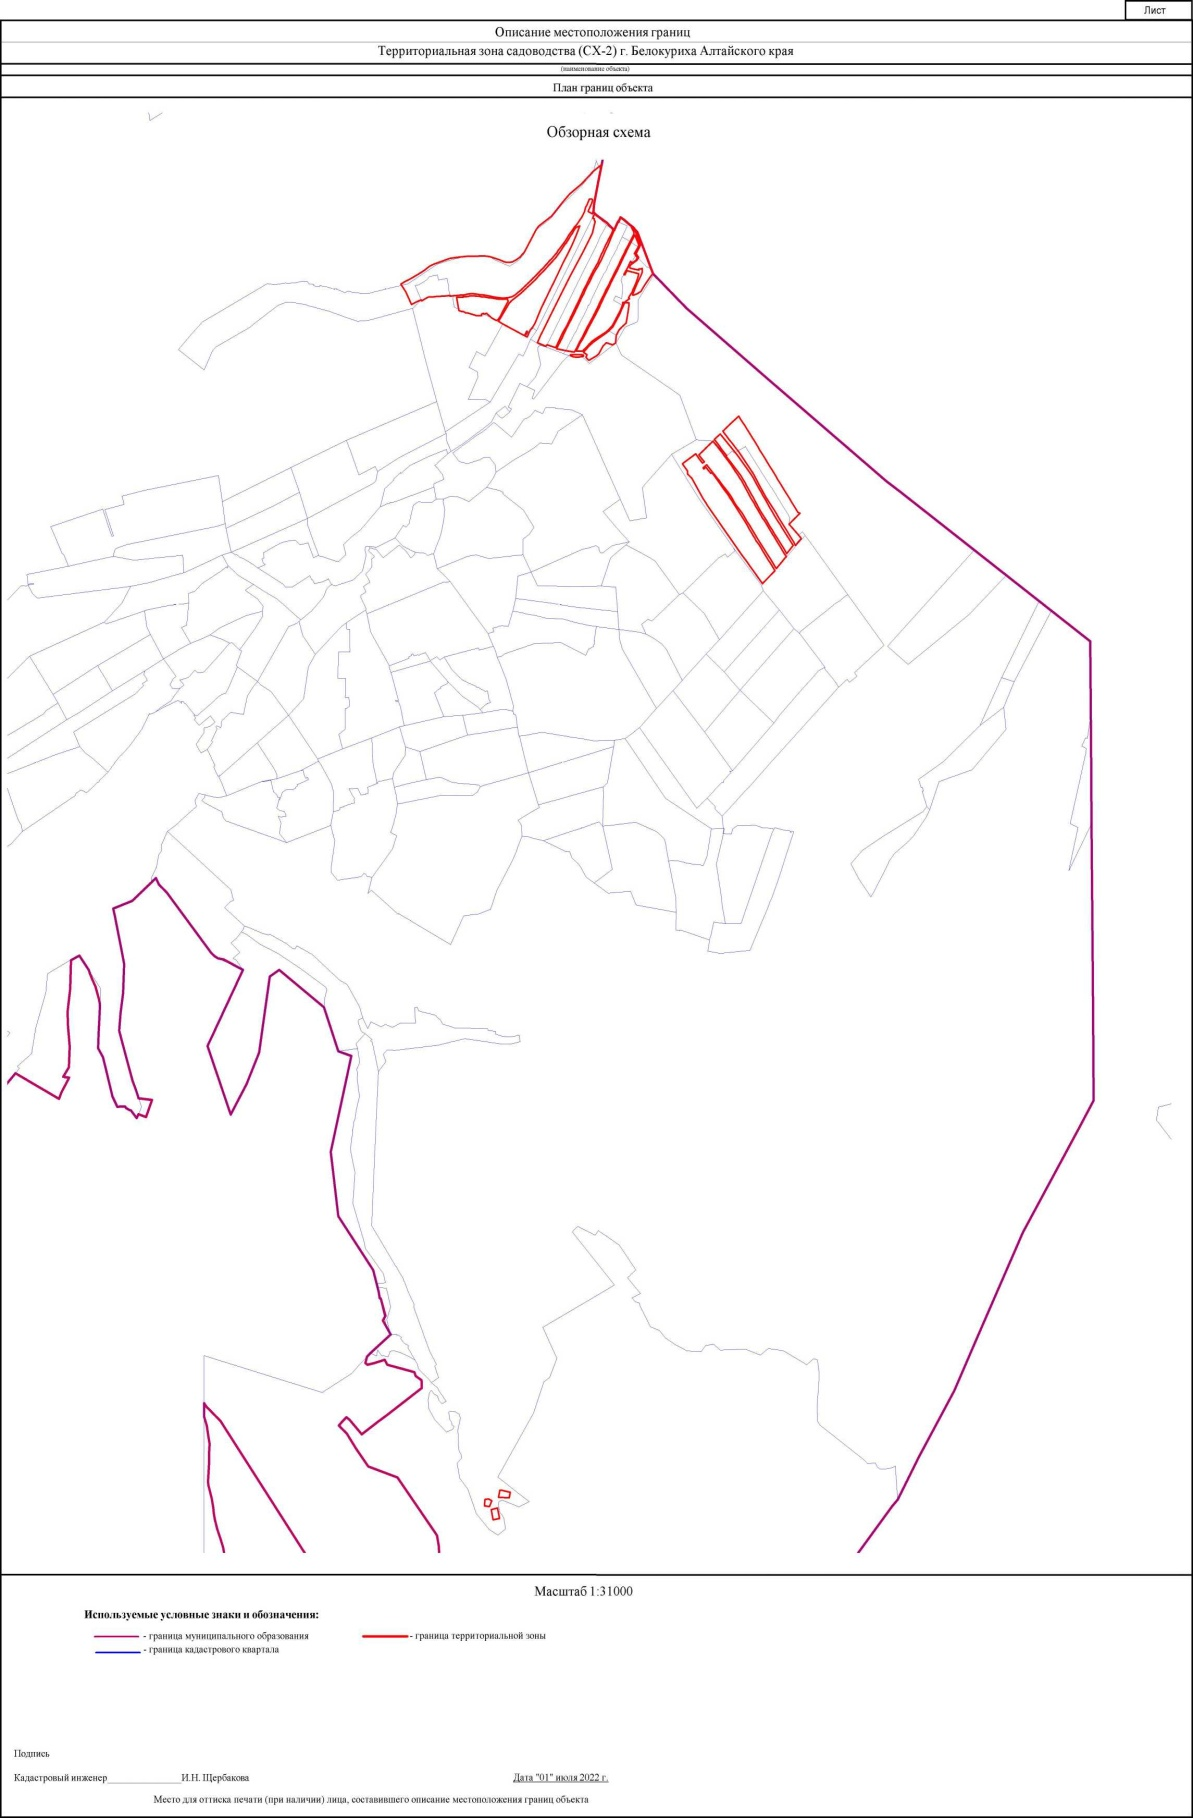 Лист
Описание местоположения границ
Территориальная зона садоводства (СХ-2) г. Белокуриха Алтайского края
(наименование объекта)
План границ объекта
Обзорная схема
Масштаб 1:31000
Используемые условные знаки и обозначения:
- граница муниципального образования - граница территориальной зоны
- граница кадастрового квартала
Подпись
Кадастровый инженер________________И.Н. Щербакова Дата "01" июля 2022 г.
Место для оттиска печати (при наличии) лица, составившего описание местоположения границ объекта